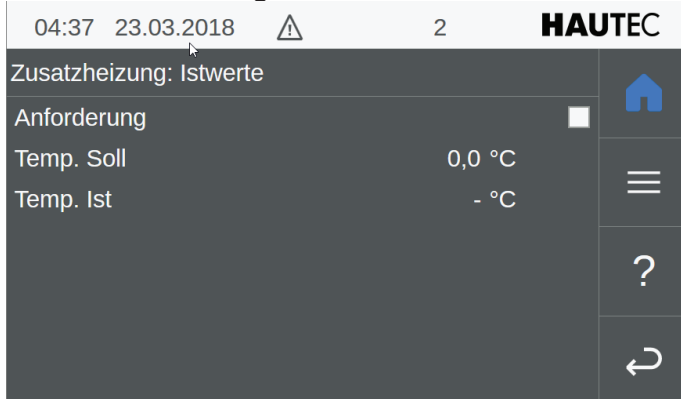 04:37 23.03.2018 2 HAUTEC
Zusatzheizung: Istwerte
Anforderung
Temp. Soll 0,0 °C
Temp. Ist - °C
?